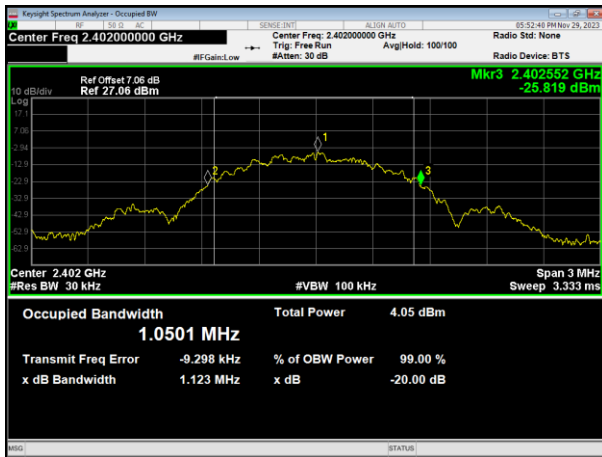 Keysight Spectrum Analyzer - Occupied BW
RF 50 Ω AC SENSE:INT ALIGN AUTO 05:52:40 PM Nov 29, 2023
Center Freq 2.402000000 GHz Center Freq: 2.402000000 GHz Radio Std: None
Trig: Free Run Avg|Hold: 100/100
#IFGain:Low #Atten: 30 dB Radio Device: BTS
Mkr3 2.402552 GHz
-25.819 dBm
Ref Offset 7.06 dB
10 dB/div Ref 27.06 dBm
Log
17.1
7.06
-2.94
-12.9
-22.9
-32.9
-42.9
-52.9
-62.9
1
2
3
Center 2.402 GHz Span 3 MHz
#Res BW 30 kHz #VBW 100 kHz Sweep 3.333 ms
Occupied Bandwidth Total Power 4.05 dBm
1.0501 MHz
Transmit Freq Error -9.298 kHz % of OBW Power 99.00 %
x dB Bandwidth 1.123 MHz x dB -20.00 dB
MSG STATUS